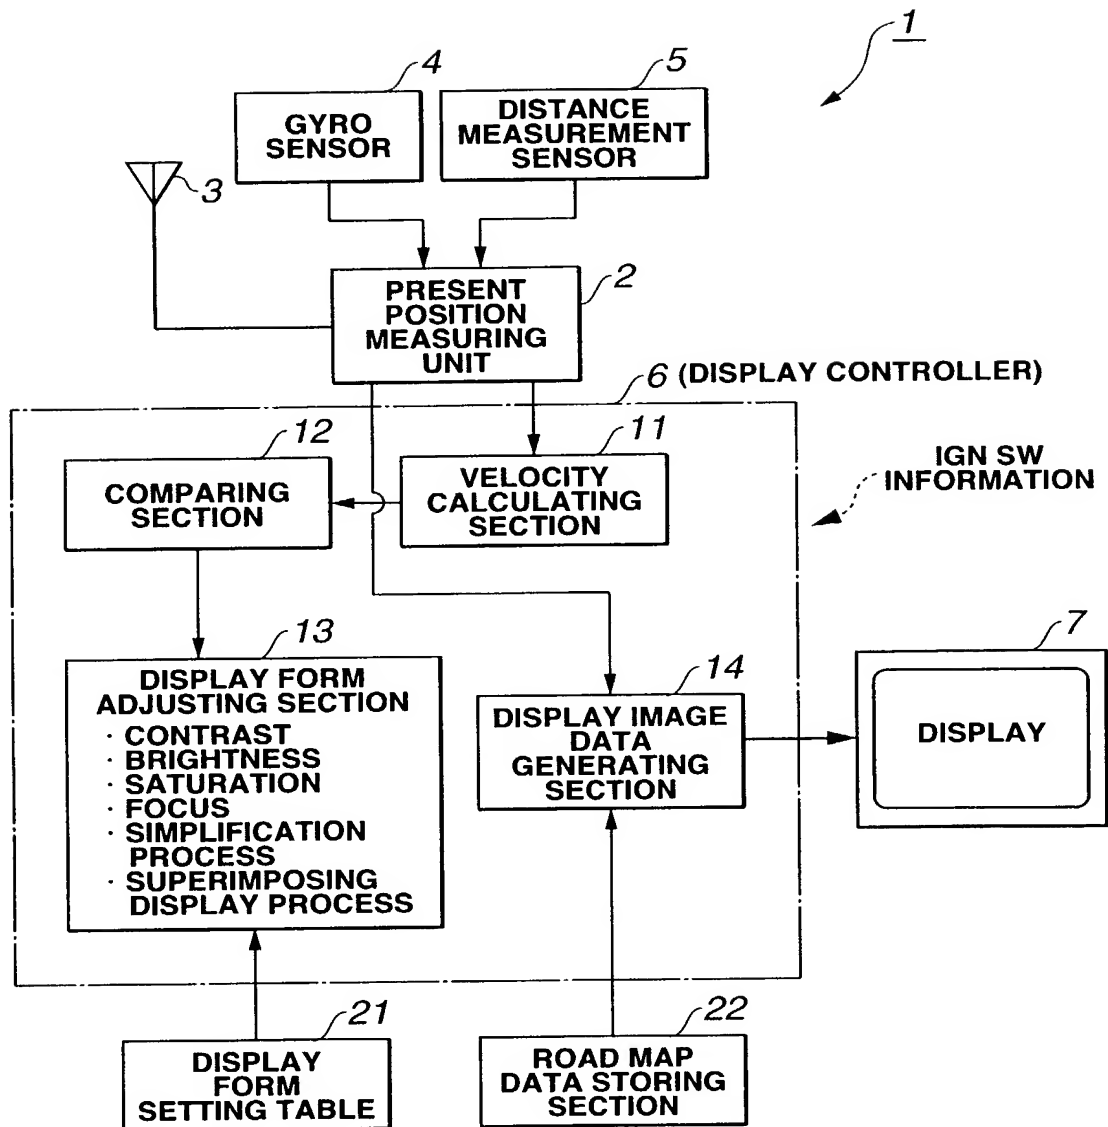 1
4
5
GYRO
SENSOR
DISTANCE
MEASUREMENT
SENSOR
3
2
PRESENT
POSITION
MEASURING
UNIT
6 (DISPLAY CONTROLLER)
12
11
COMPARING
SECTION
VELOCITY
CALCULATING
SECTION
IGN SW
INFORMATION
13
DISPLAY FORM
ADJUSTING SECTION
· CONTRAST
· BRIGHTNESS
· SATURATION
· FOCUS
· SIMPLIFICATION
PROCESS
· SUPERIMPOSING
DISPLAY PROCESS
14
DISPLAY IMAGE
DATA
GENERATING
SECTION
7
DISPLAY
21
DISPLAY
FORM
SETTING TABLE
22
ROAD MAP
DATA STORING
SECTION